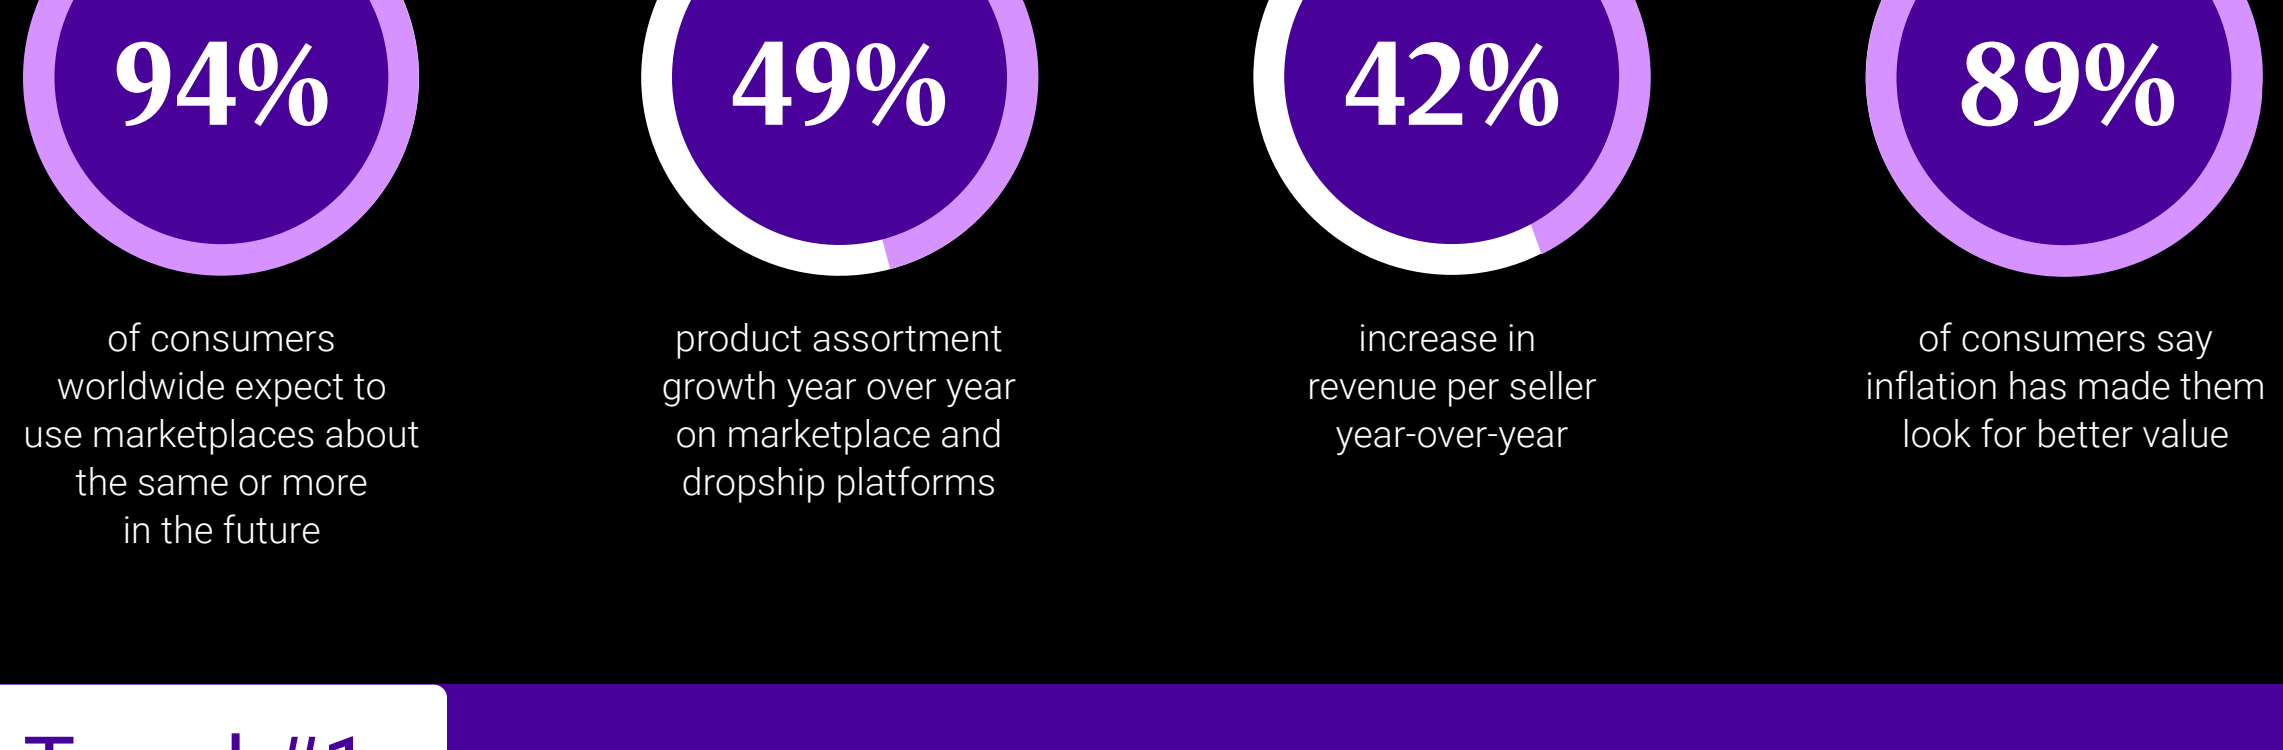 94%
of consumers
worldwide expect to
use marketplaces about
the same or more
in the future
49%
product assortment
growth year over year
on marketplace and
dropship platforms
42%
increase in
revenue per seller
year-over-year
89%
of consumers say
inflation has made them
look for better value
Trend #1